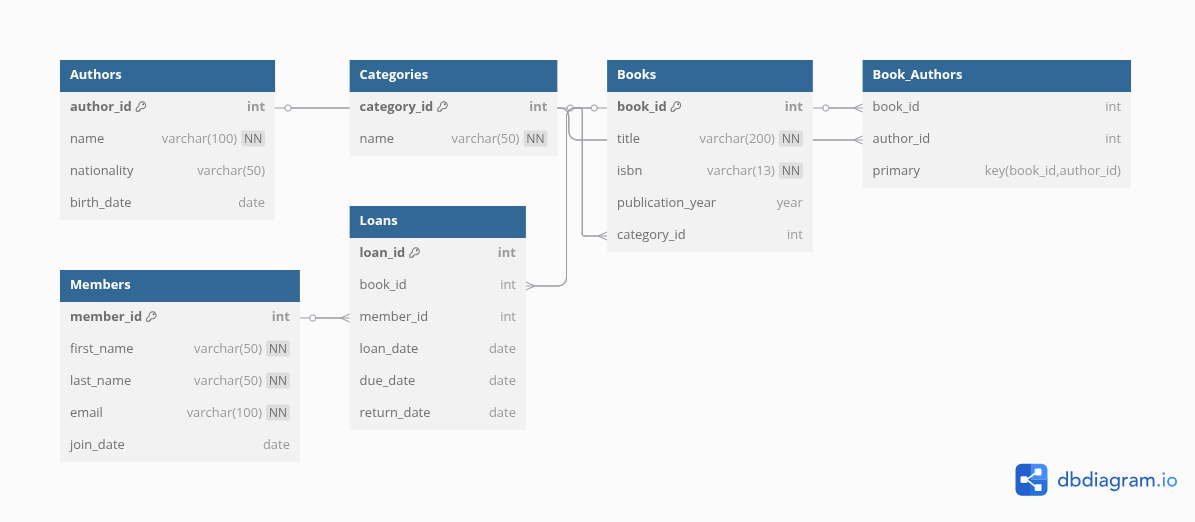 Authors
author_id int
name varchar(100) NN
nationality varchar(50)
birth_date date
Categories
category_id int
name varchar(50) NN
Books
book_id int
title varchar(200) NN
isbn varchar(13) NN
publication_year year
category_id int
Book_Authors
book_id int
author_id int
primary key(book_id,author_id)
Loans
loan_id int
book_id int
member_id int
loan_date date
due_date date
return_date date
Members
member_id int
first_name varchar(50) NN
last_name varchar(50) NN
email varchar(100) NN
join_date date
dbdiagram.io